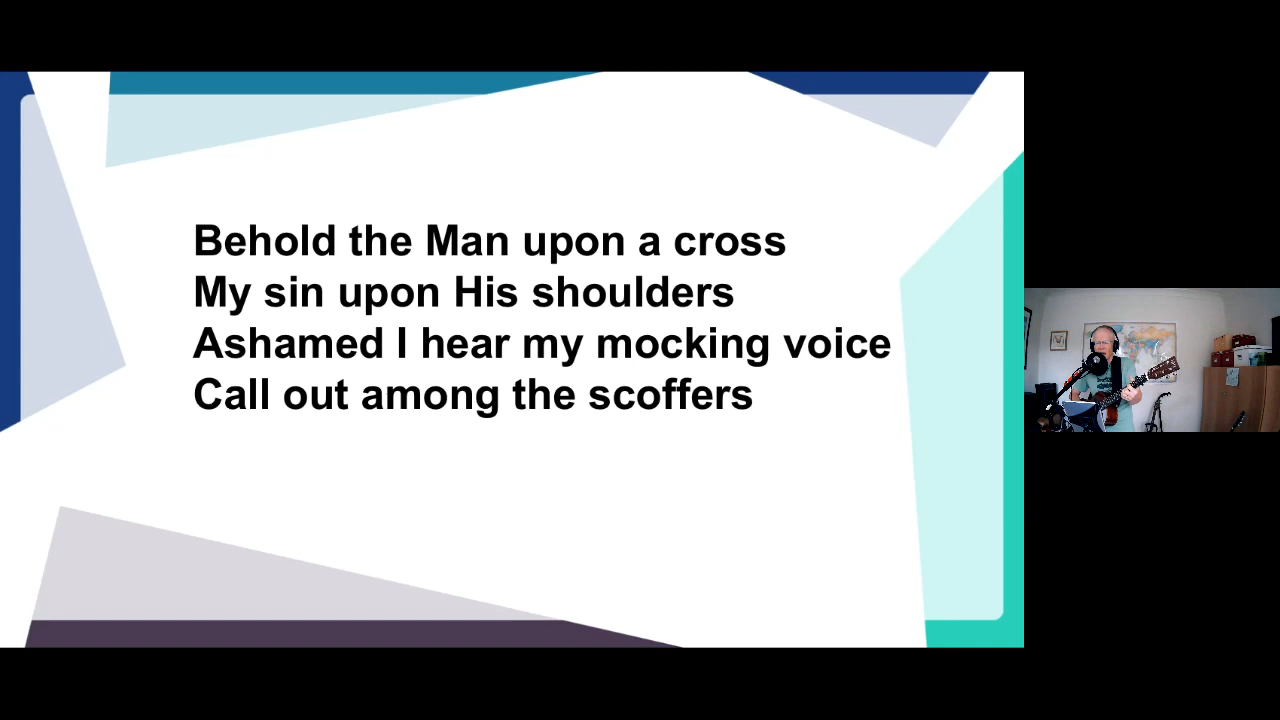 Behold the Man upon a cross
My sin upon His shoulders
Ashamed I hear my mocking voice
Call out among the scoffers